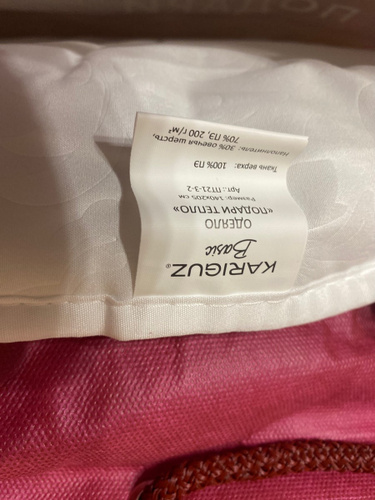 KARIGUZ®
Basic
ОДЕЯЛО
«ПОДАРИ ТЕПЛО»
Размер: 140x205 см
Арт.: ПТ21-3-2
Ткань верха: 100% ПЭ
Наполнитель: 30% овечья шерсть,
70% ПЭ, 200 г/м²